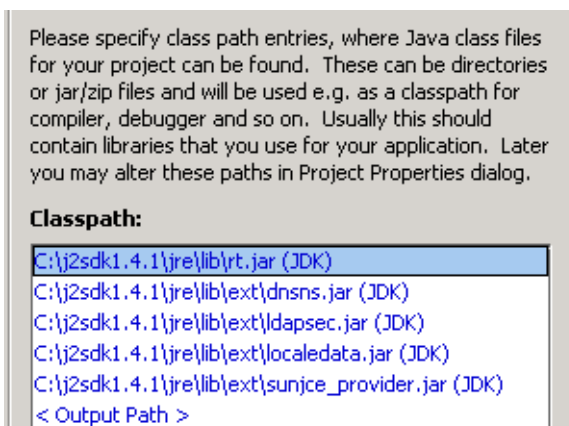 Please specify class path entries, where Java class files
for your project can be found.  These can be directories
or jar/zip files and will be used e.g. as a classpath for
compiler, debugger and so on.  Usually this should
contain libraries that you use for your application.  Later
you may alter these paths in Project Properties dialog.
Classpath:
C:\j2sdk1.4.1\jre\lib\rt.jar (JDK)
C:\j2sdk1.4.1\jre\lib\ext\dnsns.jar (JDK)
C:\j2sdk1.4.1\jre\lib\ext\ldapsec.jar (JDK)
C:\j2sdk1.4.1\jre\lib\ext\localedata.jar (JDK)
C:\j2sdk1.4.1\jre\lib\ext\sunjce_provider.jar (JDK)
< Output Path >